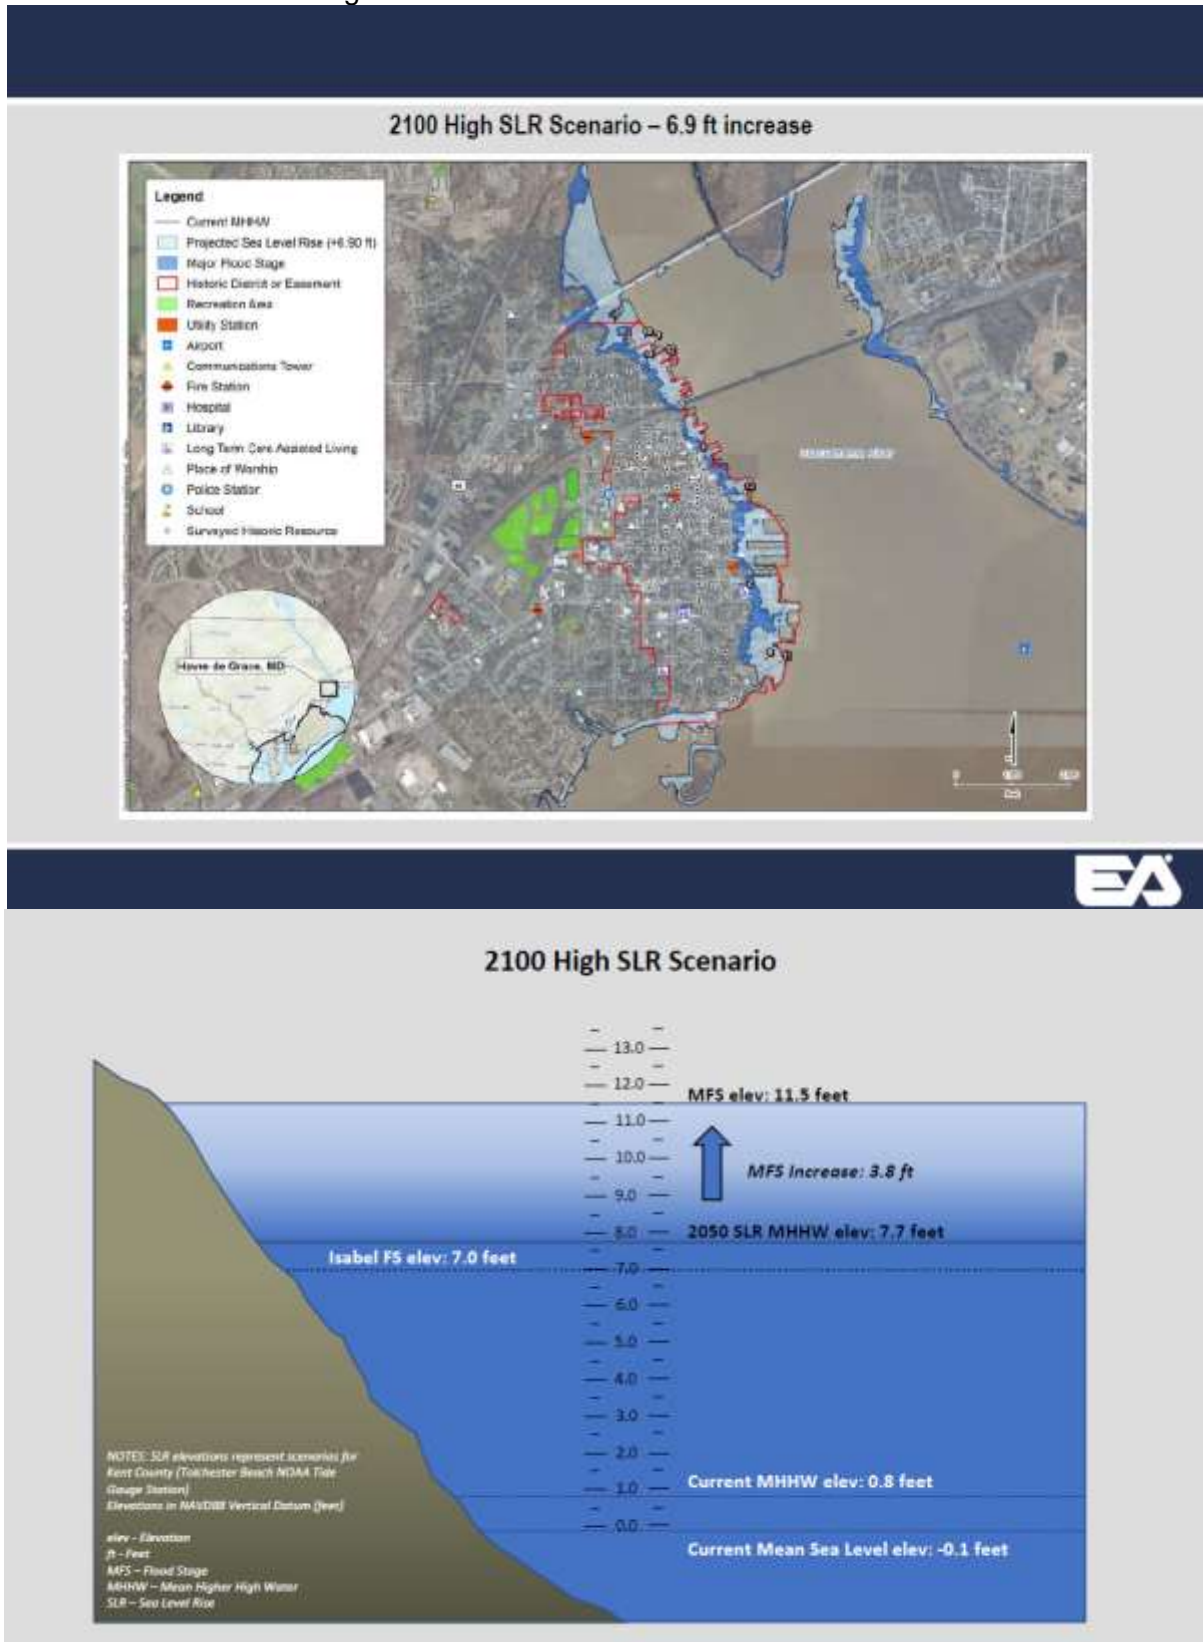 2100 High SLR Scenario – 6.9 ft increase
Legend
Current MHHW
Projected Sea Level Rise (+6.90 ft)
Major Flood Stage
Historic District or Easement
Recreation Area
Utility Station
Airport
Communications Tower
Fire Station
Hospital
Library
Long Term Care Assisted Living
Place of Worship
Police Station
School
Surveyed Historic Resource
Havre de Grace, MD
EA
2100 High SLR Scenario
13.0
12.0
MFS elev: 11.5 feet
11.0
10.0
MFS Increase: 3.8 ft
9.0
8.0
2050 SLR MHHW elev: 7.7 feet
Isabel FS elev: 7.0 feet
7.0
6.0
5.0
4.0
3.0
2.0
Current MHHW elev: 0.8 feet
1.0
0.0
Current Mean Sea Level elev: -0.1 feet
NOTES: SLR elevations represent scenarios for
Kent County (Tolchester Beach NOAA Tide
Gauge Station)
Elevations in NAVD88 Vertical Datum (feet)
elev - Elevation
ft - Feet
MFS – Flood Stage
MHHW – Mean Higher High Water
SLR – Sea Level Rise